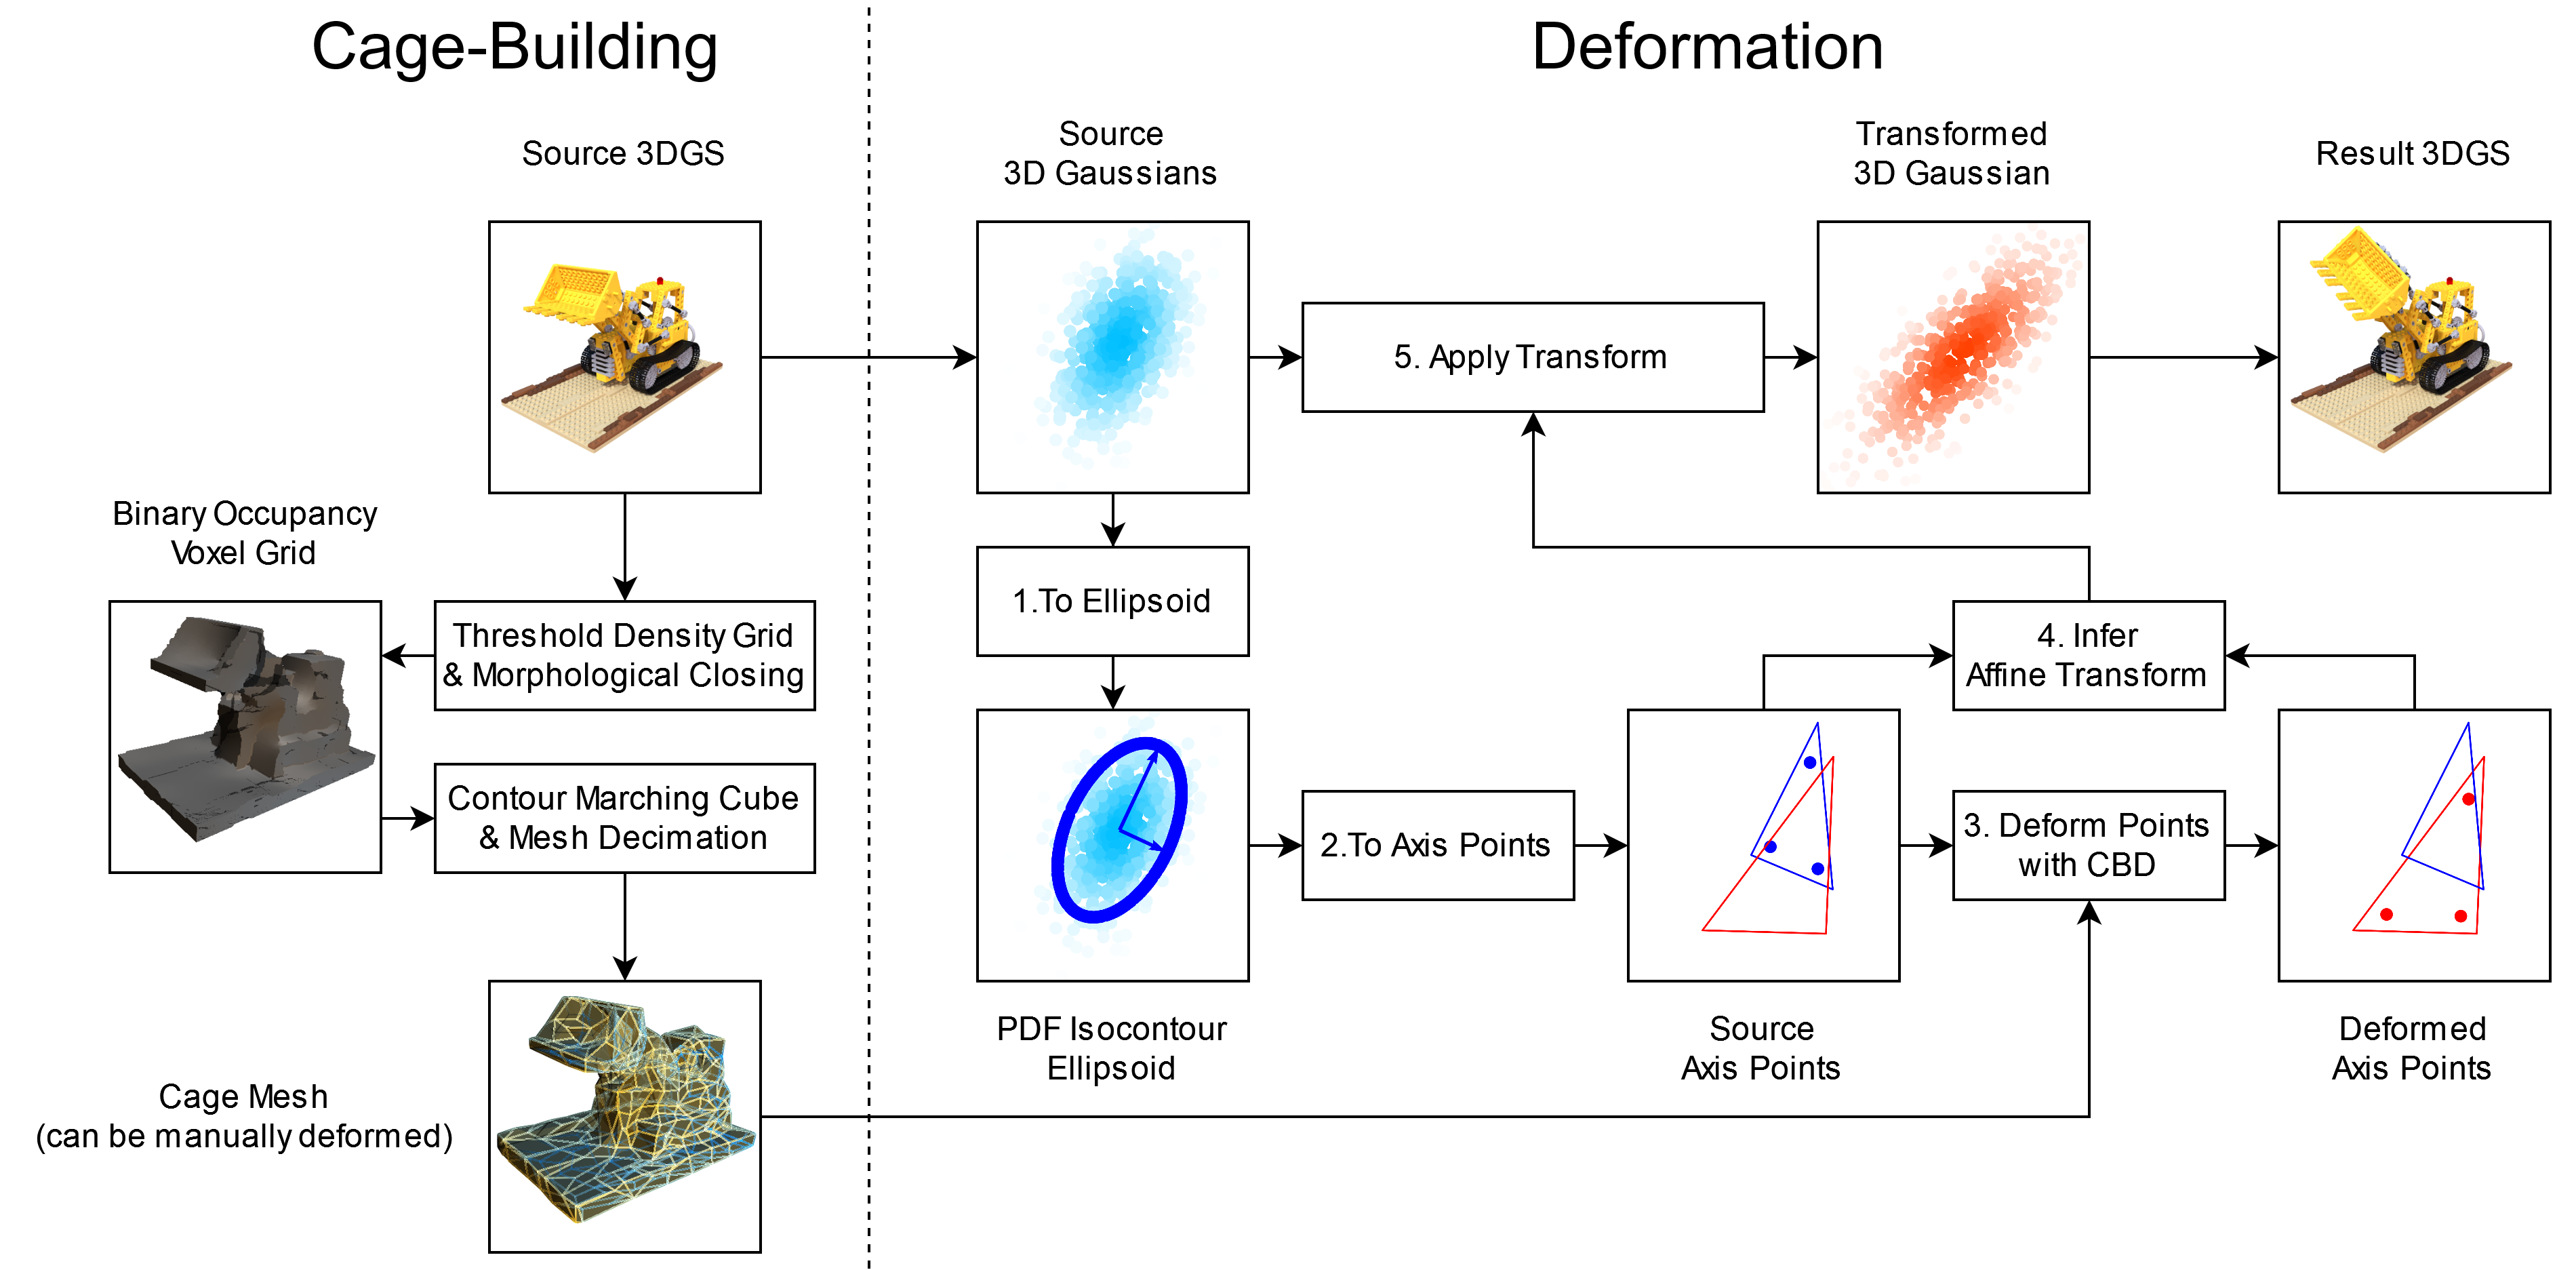 Cage-Building
Deformation
Source 3DGS
Source
3D Gaussians
Transformed
3D Gaussian
Result 3DGS
5. Apply Transform
Binary Occupancy
Voxel Grid
Threshold Density Grid
& Morphological Closing
1.To Ellipsoid
4. Infer
Affine Transform
Contour Marching Cube
& Mesh Decimation
2.To Axis Points
3. Deform Points
with CBD
PDF Isocontour
Ellipsoid
Source
Axis Points
Deformed
Axis Points
Cage Mesh
(can be manually deformed)